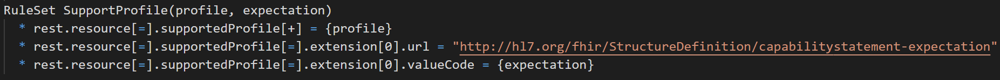 RuleSet SupportProfile(profile, expectation)
* rest.resource[=].supportedProfile[+] = {profile}
* rest.resource[=].supportedProfile[=].extension[0].url = "http://hl7.org/fhir/StructureDefinition/capabilitystatement-expectation"
* rest.resource[=].supportedProfile[=].extension[0].valueCode = {expectation}